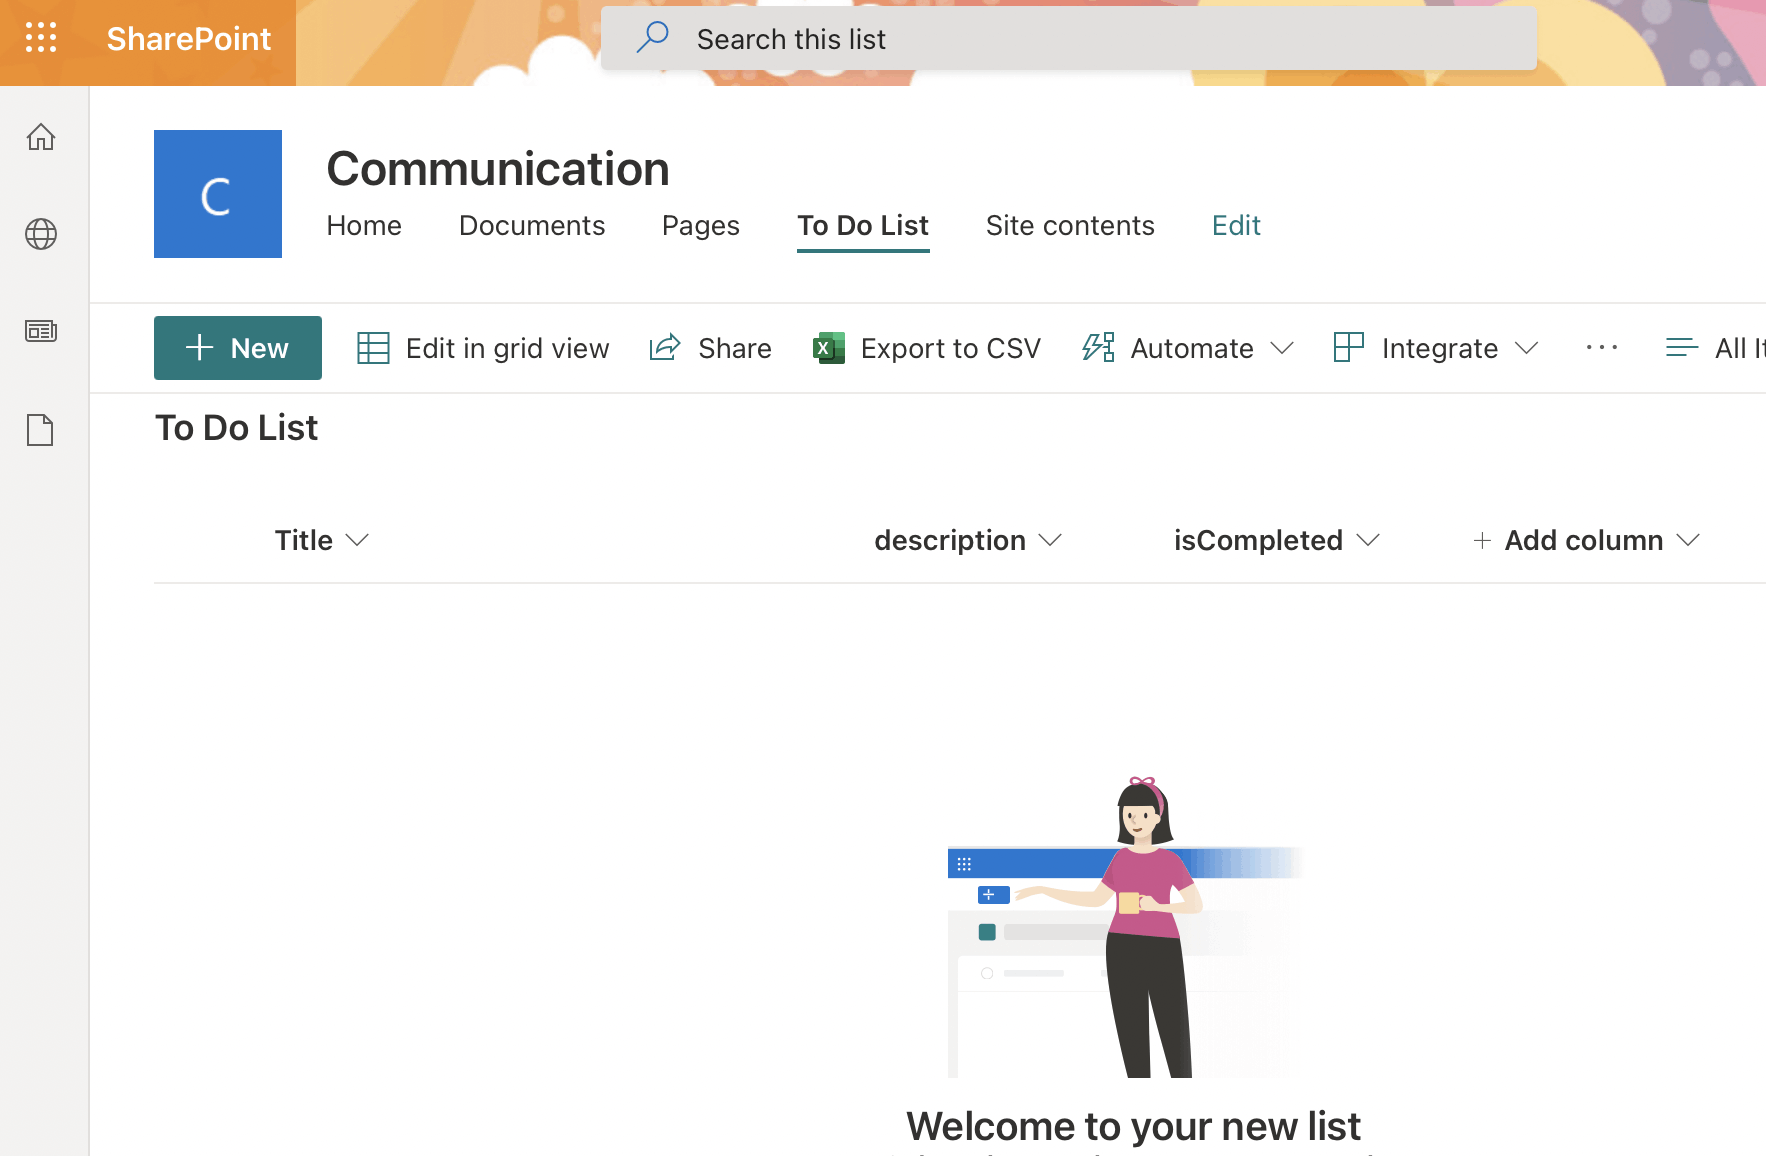 SharePoint
Search this list
C
Communication
Home Documents Pages To Do List Site contents Edit
New Edit in grid view Share Export to CSV Automate Integrate ··· All
To Do List
Title description isCompleted + Add column
Welcome to your new list